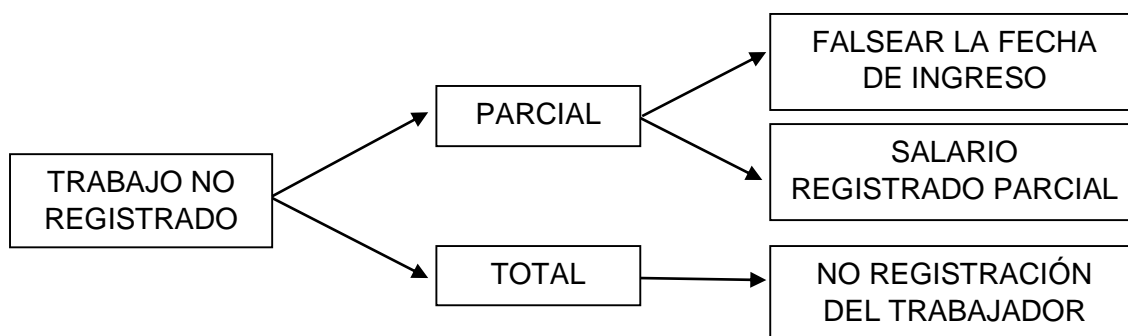 TRABAJO NO
REGISTRADO
PARCIAL
FALSEAR LA FECHA
DE INGRESO
SALARIO
REGISTRADO PARCIAL
TOTAL
NO REGISTRACIÓN
DEL TRABAJADOR